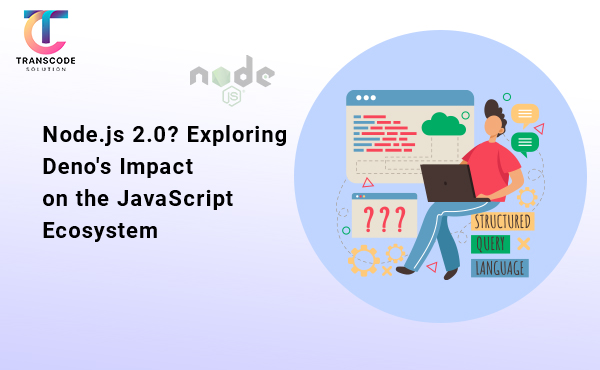 TRANSCODE
SOLUTION
node
JS
Node.js 2.0? Exploring
Deno's Impact
on the JavaScript
Ecosystem
???
STRUCTURED
QUERY
LANGUAGE